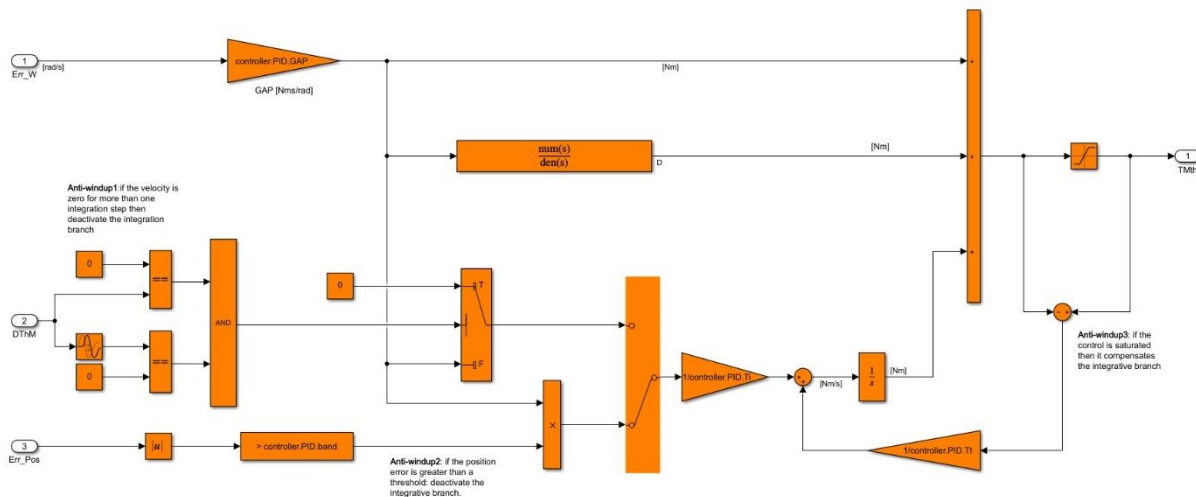 1
Err_W
[rad/s]
controller.PID.GAP
GAP [Nms/rad]
[Nm]
num(s)
den(s)
D
[Nm]
1
TMth
Anti-windup1:if the velocity is
zero for more than one
integration step then
deactivate the integration
branch
0
==
AND
2
DThM
0
==
0
T
F
+
+
+
3
Err_Pos
|u|
> controller.PID.band
Anti-windup2: if the position
error is greater than a
threshold: deactivate the
integrative branch.
×
1/controller.PID.Ti
+
+
[Nm/s]
1
s
[Nm]
- +
Anti-windup3: if the
control is saturated
then it compensates
the integrative branch
1/controller.PID.Tt